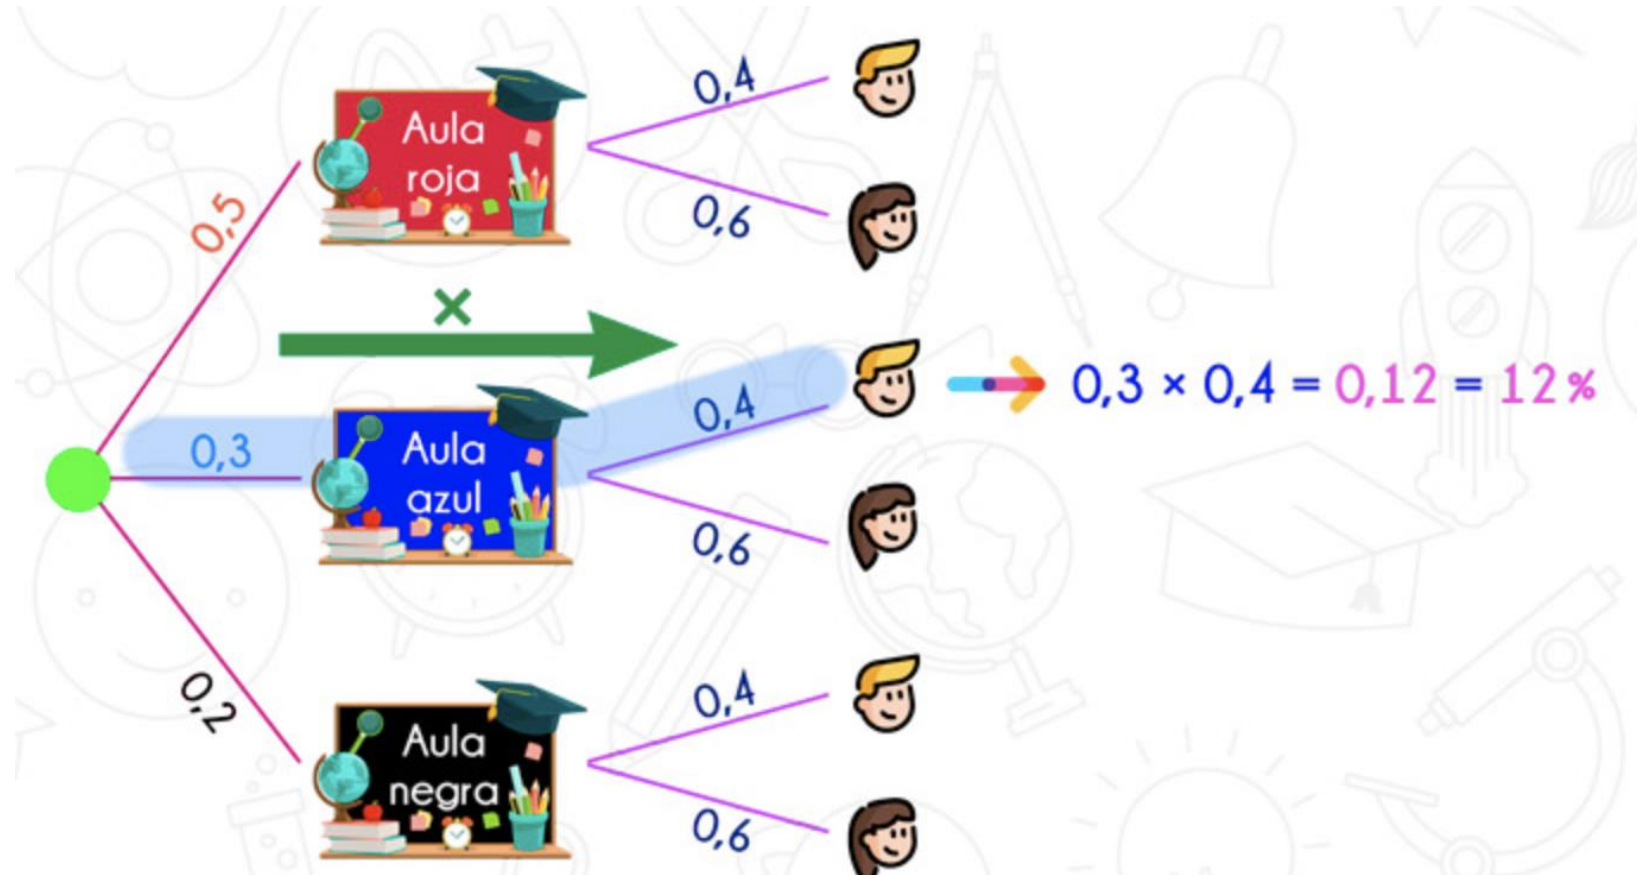 0,5
Aula
roja
0,4
0,6
×
0,3
Aula
azul
0,4
0,6
0,3 × 0,4 = 0,12 = 12%
0,2
Aula
negra
0,4
0,6